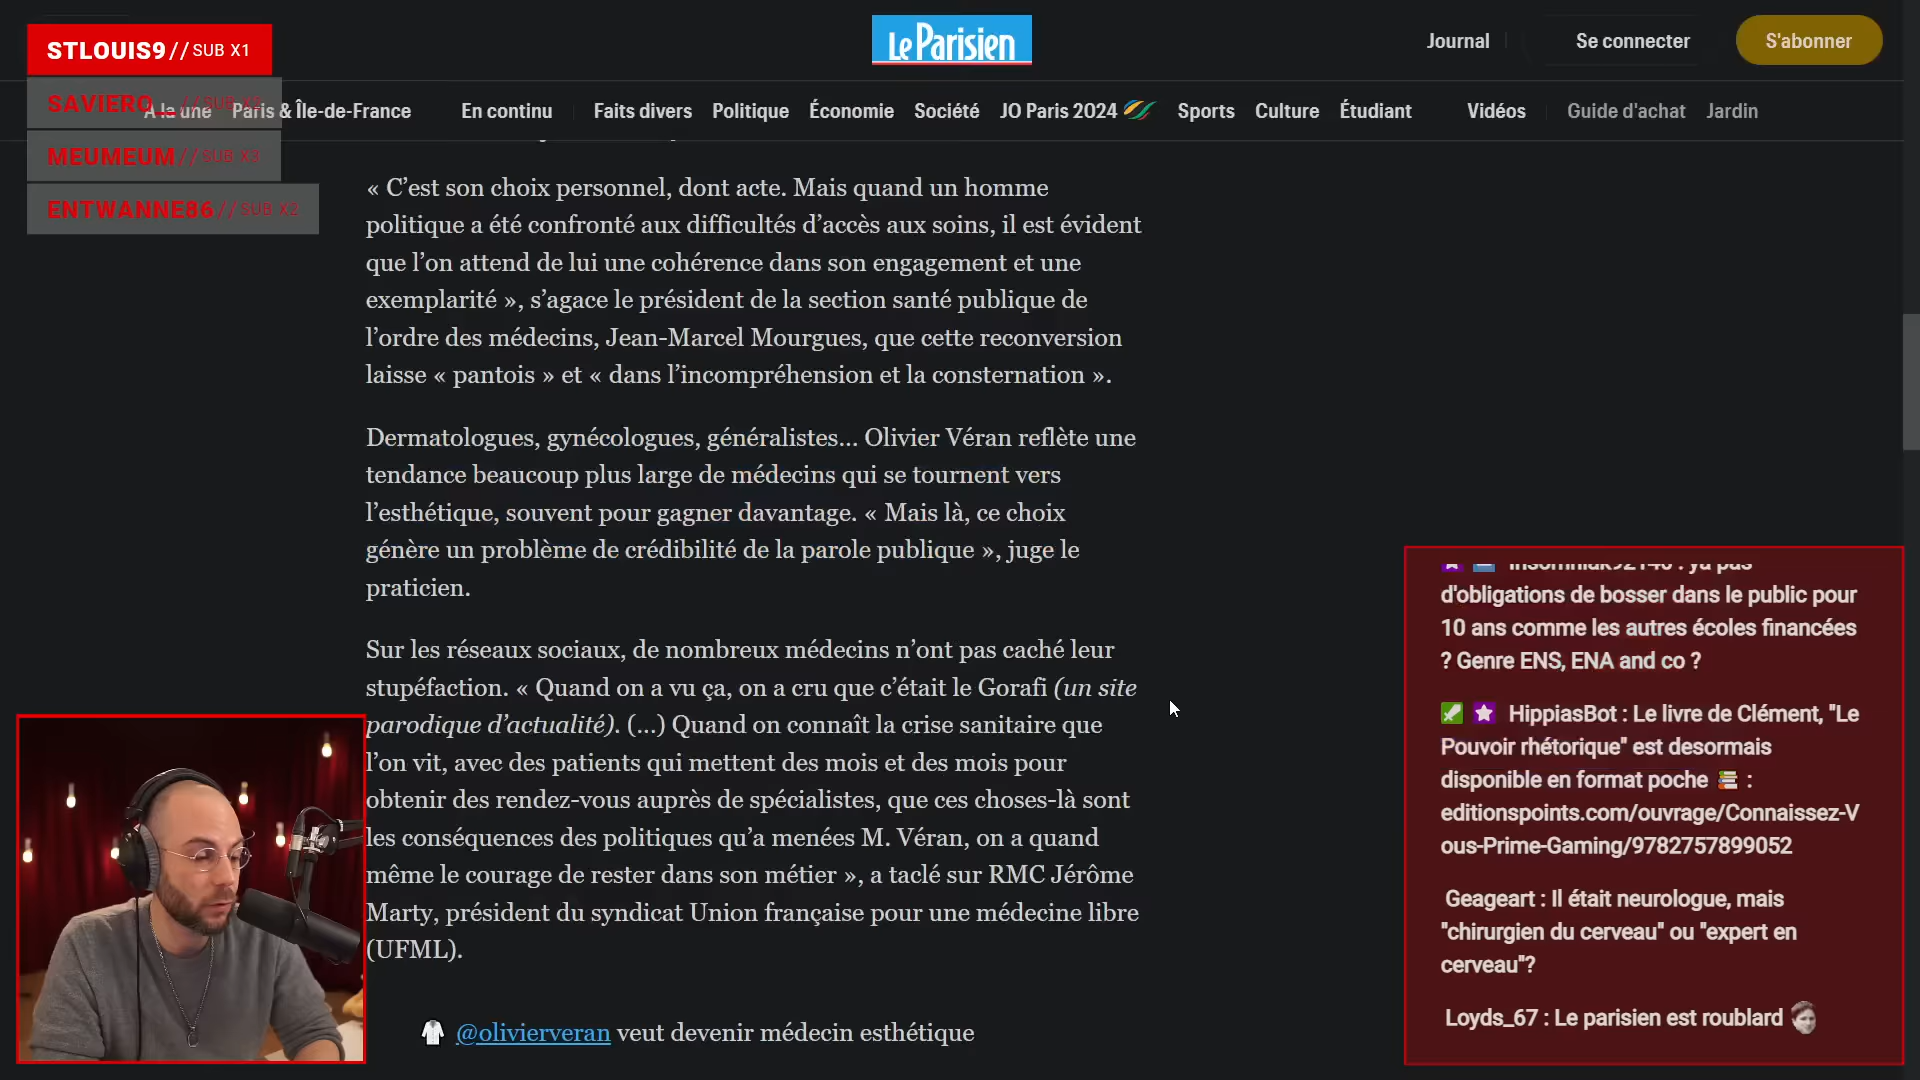 STLOUIS9//SUB X1
SAVIERO //SUB X2
MEUMEUM//SUB X3
ENTWANNE86//SUB X2
Le Parisien
Journal
Se connecter
S'abonner
À la une
Paris & Île-de-France
En continu
Faits divers
Politique
Économie
Société
JO Paris 2024
Sports
Culture
Étudiant
Vidéos
Guide d'achat
Jardin
« C’est son choix personnel, dont acte. Mais quand un homme
politique a été confronté aux difficultés d’accès aux soins, il est évident
que l’on attend de lui une cohérence dans son engagement et une
exemplarité », s’agace le président de la section santé publique de
l’ordre des médecins, Jean-Marcel Mourgues, que cette reconversion
laisse « pantois » et « dans l’incompréhension et la consternation ».
Dermatologues, gynécologues, généralistes… Olivier Véran reflète une
tendance beaucoup plus large de médecins qui se tournent vers
l’esthétique, souvent pour gagner davantage. « Mais là, ce choix
génère un problème de crédibilité de la parole publique », juge le
praticien.
Sur les réseaux sociaux, de nombreux médecins n’ont pas caché leur
stupéfaction. « Quand on a vu ça, on a cru que c’était le Gorafi (un site
parodique d’actualité). (…) Quand on connaît la crise sanitaire que
l’on vit, avec des patients qui mettent des mois et des mois pour
obtenir des rendez-vous auprès de spécialistes, que ces choses-là sont
les conséquences des politiques qu’a menées M. Véran, on a quand
même le courage de rester dans son métier », a taclé sur RMC Jérôme
Marty, président du syndicat Union française pour une médecine libre
(UFML).
@olivierveran veut devenir médecin esthétique
ya pas
d'obligations de bosser dans le public pour
10 ans comme les autres écoles financées
? Genre ENS, ENA and co ?
HippiasBot : Le livre de Clément, "Le
Pouvoir rhétorique" est desormais
disponible en format poche :
editionspoints.com/ouvrage/Connaissez-V
ous-Prime-Gaming/9782757899052
Geageart : Il était neurologue, mais
"chirurgien du cerveau" ou "expert en
cerveau"?
Loyds_67 : Le parisien est roublard